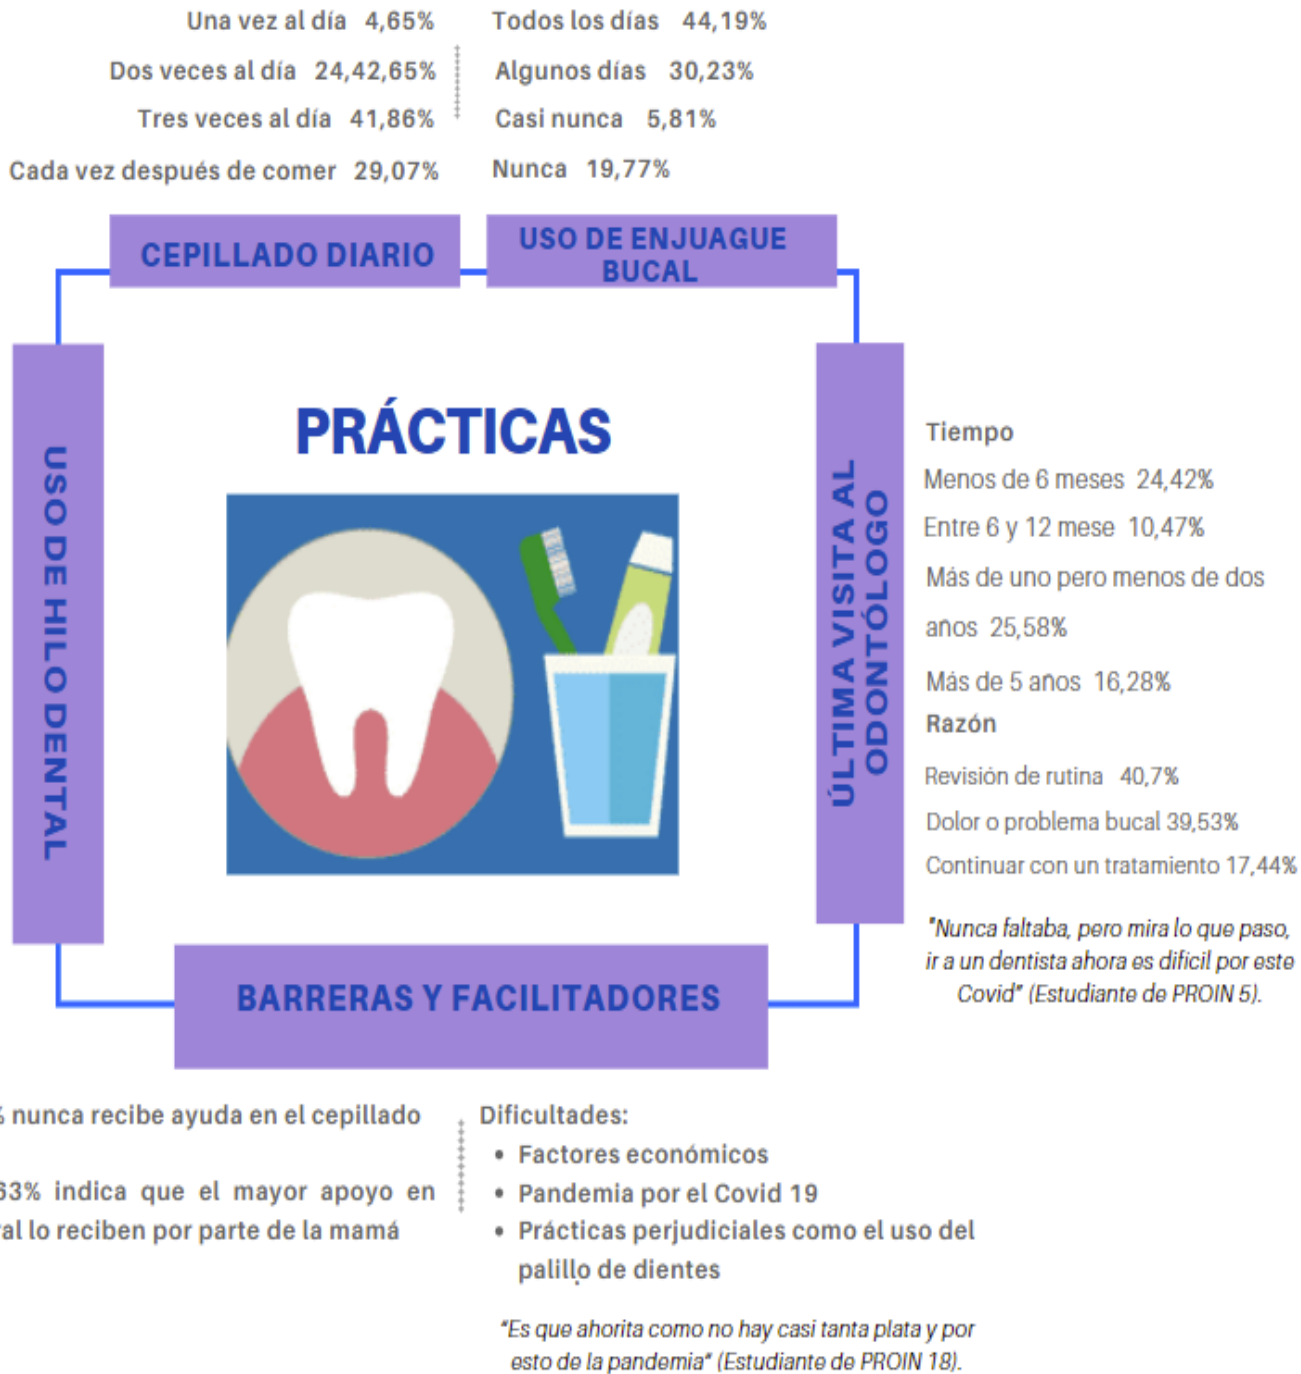 Una vez al día 4,65%
Dos veces al día 24,42,65%
Tres veces al día 41,86%
Cada vez después de comer 29,07%
Todos los días 44,19%
Algunos días 30,23%
Casi nunca 5,81%
Nunca 19,77%
CEPILLADO DIARIO
USO DE ENJUAGUE
BUCAL
USO DE HILO DENTAL
PRÁCTICAS
ÚLTIMA VISITA AL
ODONTÓLOGO
Tiempo
Menos de 6 meses 24,42%
Entre 6 y 12 mese 10,47%
Más de uno pero menos de dos
años 25,58%
Más de 5 años 16,28%
Razón
Revisión de rutina 40,7%
Dolor o problema bucal 39,53%
Continuar con un tratamiento 17,44%
"Nunca faltaba, pero mira lo que paso,
ir a un dentista ahora es dificil por este
Covid" (Estudiante de PROIN 5).
BARRERAS Y FACILITADORES
% nunca recibe ayuda en el cepillado
63% indica que el mayor apoyo en
al lo reciben por parte de la mamá
Dificultades:
• Factores económicos
• Pandemia por el Covid 19
• Prácticas perjudiciales como el uso del
palillo de dientes
"Es que ahorita como no hay casi tanta plata y por
esto de la pandemia" (Estudiante de PROIN 18).